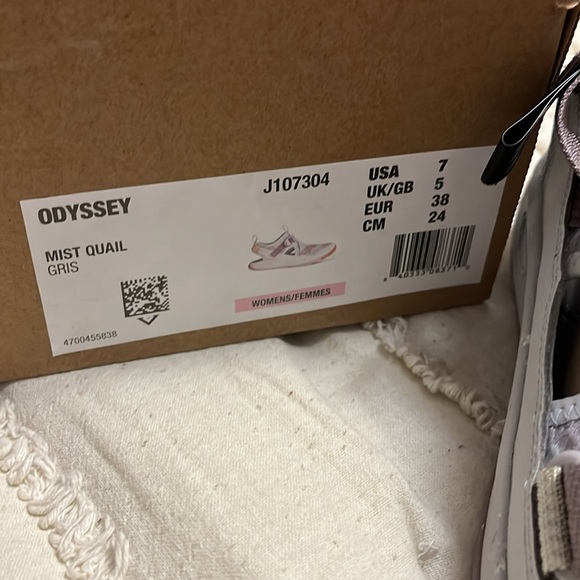 ODYSSEY
J107304
USA 7
UK/GB 5
EUR 38
CM 24
MIST QUAIL
GRIS
WOMENS/FEMMES
4700455838